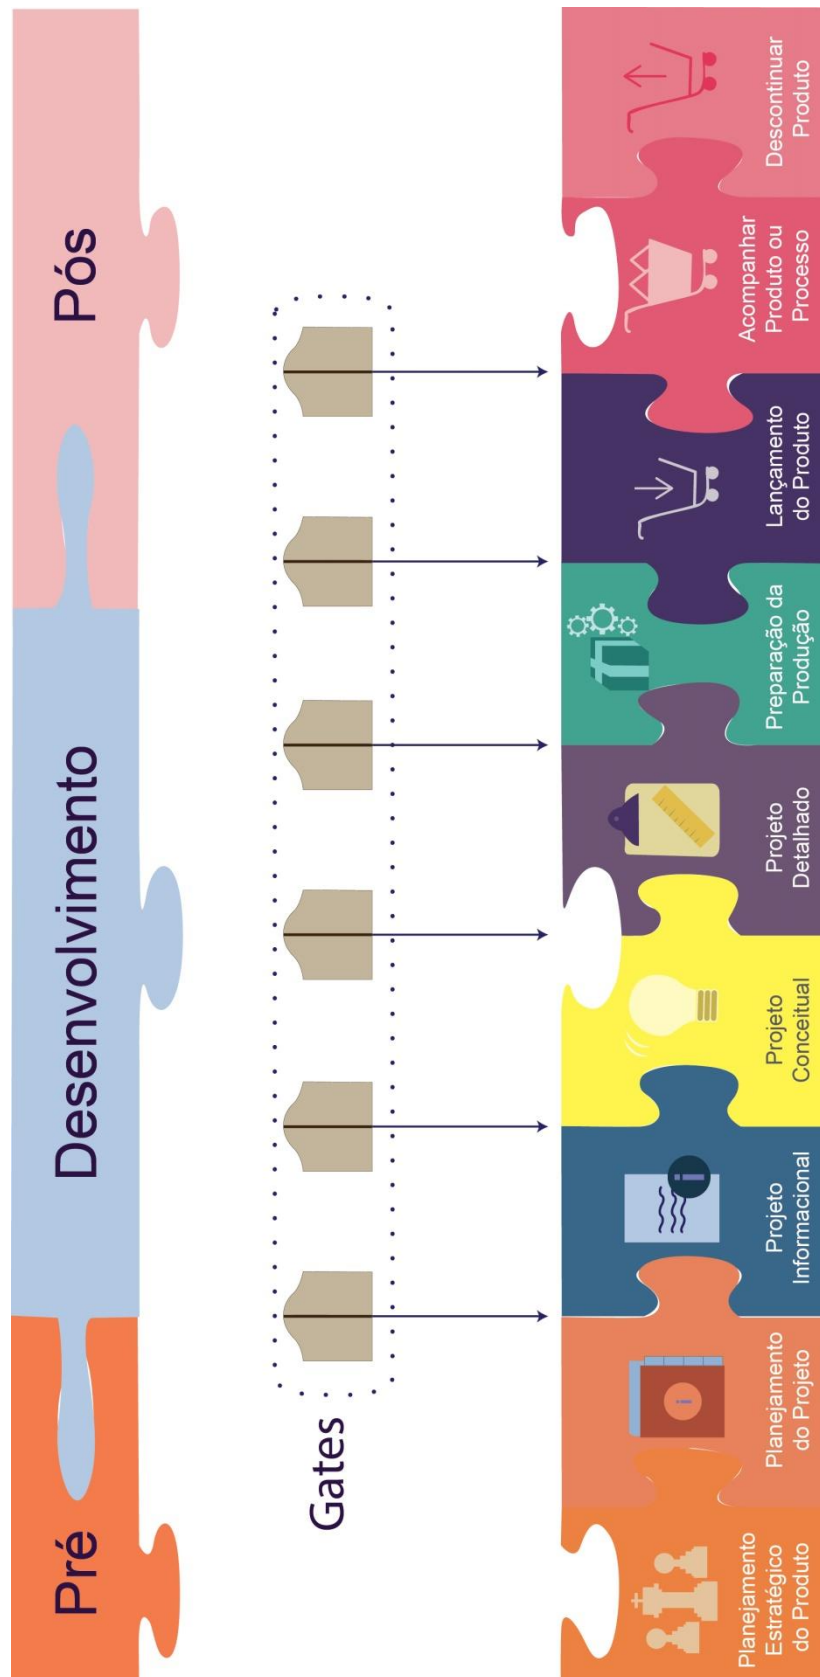 Pré
Desenvolvimento
Pós
Gates
Planejamento
Estratégico
do Produto
Planejamento
do Projeto
Projeto
Informacional
Projeto
Conceitual
Projeto
Detalhado
Preparação da
Produção
Lançamento
do Produto
Acompanhar
Produto ou
Processo
Descontinuar
Produto